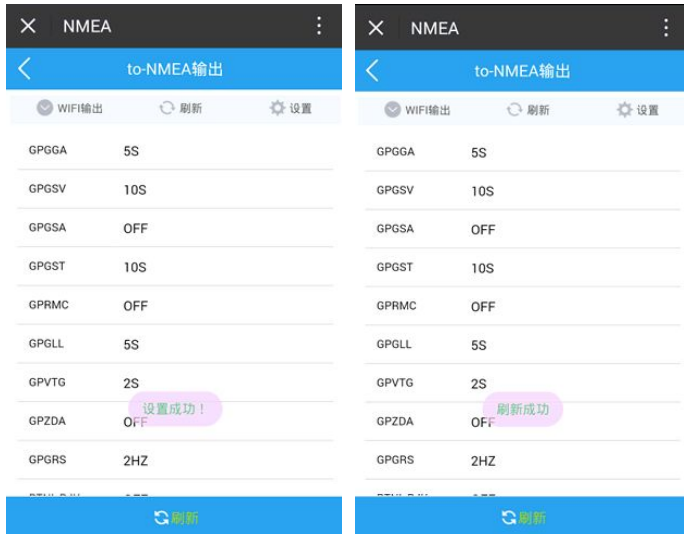 NMEA
to-NMEA输出
WIFI输出 刷新 设置
GPGGA 5S
GPGSV 10S
GPGSA OFF
GPGST 10S
GPRMC OFF
GPGLL 5S
GPVTG 2S
设置成功！
GPZDA OFF
GPGRS 2HZ
刷新
NMEA
to-NMEA输出
WIFI输出 刷新 设置
GPGGA 5S
GPGSV 10S
GPGSA OFF
GPGST 10S
GPRMC OFF
GPGLL 5S
GPVTG 2S
刷新成功
GPZDA OFF
GPGRS 2HZ
刷新